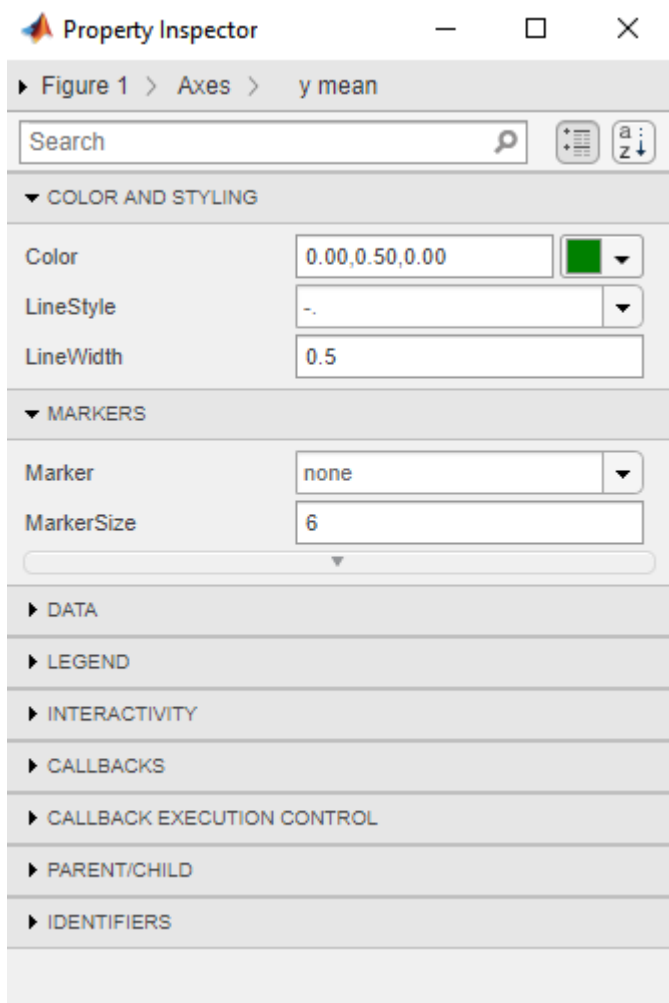 Property Inspector
Figure 1 > Axes > y mean
Search
a
z
COLOR AND STYLING
Color 0.00,0.50,0.00
LineStyle -.
LineWidth 0.5
MARKERS
Marker none
MarkerSize 6
DATA
LEGEND
INTERACTIVITY
CALLBACKS
CALLBACK EXECUTION CONTROL
PARENT/CHILD
IDENTIFIERS